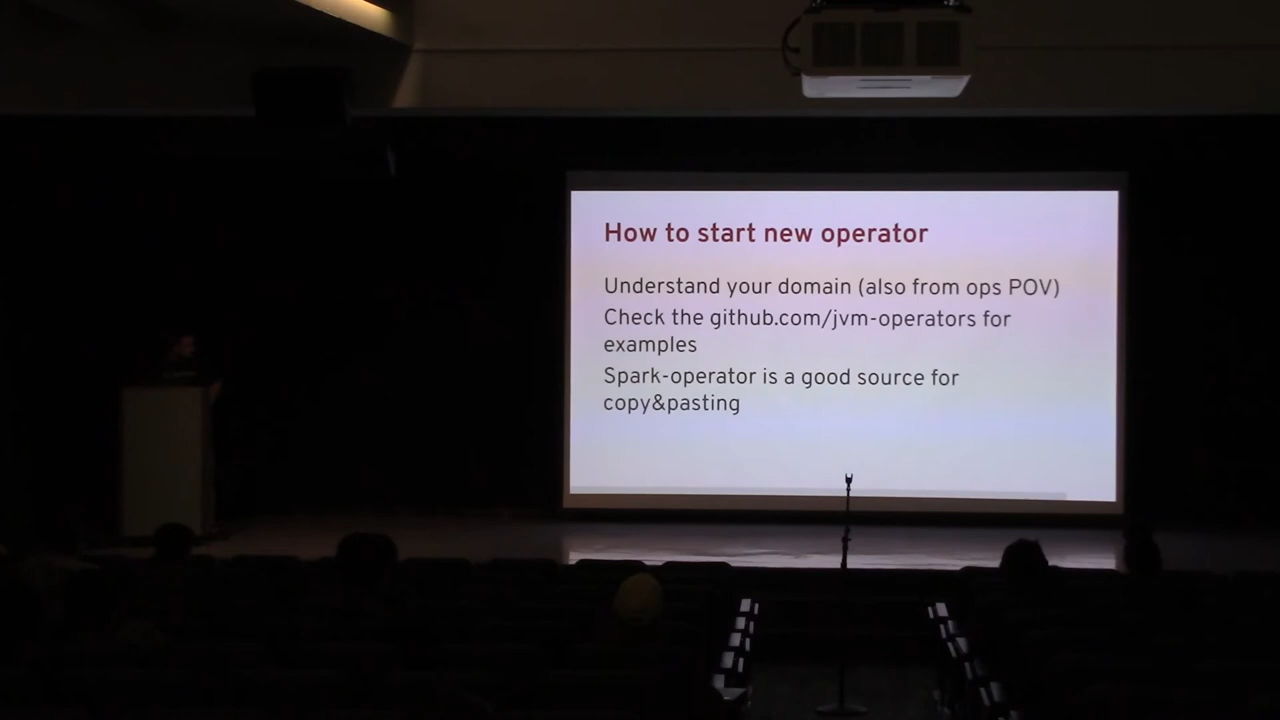 How to start new operator
Understand your domain (also from ops POV)
Check the github.com/jvm-operators for
examples
Spark-operator is a good source for
copy&pasting